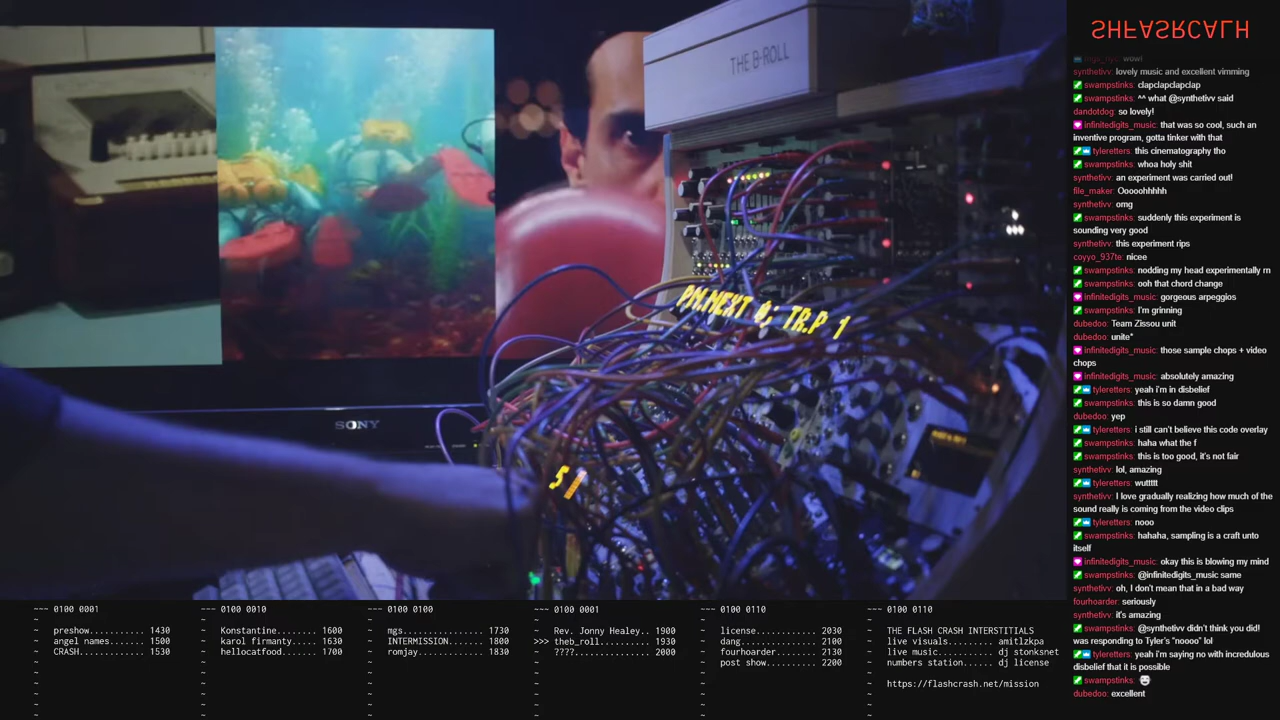 SHFASRCALH
wow!
synthetivv: lovely music and excellent vimming
swampstinks: clapclapclapclap
swampstinks: ^^ what @synthetivv said
dandotdog: so lovely!
infinitedigits_music: that was so cool, such an
inventive program, gotta tinker with that
tyleretters: this cinematography tho
swampstinks: whoa holy shit
synthetivv: an experiment was carried out!
file_maker: Ooooohhhhh
synthetivv: omg
swampstinks: suddenly this experiment is
sounding very good
synthetivv: this experiment rips
coyyo_937te: nicee
swampstinks: nodding my head experimentally rn
swampstinks: ooh that chord change
infinitedigits_music: gorgeous arpeggios
swampstinks: I'm grinning
dubedoo: Team Zissou unit
dubedoo: unite*
infinitedigits_music: those sample chops + video
chops
infinitedigits_music: absolutely amazing
tyleretters: yeah i'm in disbelief
swampstinks: this is so damn good
dubedoo: yep
tyleretters: i still can't believe this code overlay
swampstinks: haha what the f
swampstinks: this is too good, it's not fair
synthetivv: lol, amazing
tyleretters: wutttt
synthetivv: I love gradually realizing how much of the
sound really is coming from the video clips
tyleretters: nooo
swampstinks: hahaha, sampling is a craft unto
itself
infinitedigits_music: okay this is blowing my mind
swampstinks: @infinitedigits_music same
synthetivv: oh, I don't mean that in a bad way
fourhoarder: seriously
synthetivv: it's amazing
swampstinks: @synthetivv didn't think you did!
was responding to Tyler's "noooo" lol
tyleretters: yeah i'm saying no with incredulous
disbelief that it is possible
swampstinks:
dubedoo: excellent
THE B-ROLL
PN.NEXT 0; TR.P 1
5
SONY
~~~ 0100 0001
~
~ preshow.......... 1430
~ angel names...... 1500
~ CRASH............ 1530
~
~
~
~
~
~~~ 0100 0010
~
~ Konstantine...... 1600
~ karol firmanty... 1630
~ hellocatfood..... 1700
~
~
~
~
~
~~~ 0100 0100
~
~ mgs.............. 1730
~ INTERMISSION..... 1800
~ romjay........... 1830
~
~
~
~
~
~~~ 0100 0001
~
~ Rev. Jonny Healey.. 1900
>>> theb_roll........ 1930
~ ????............. 2000
~
~
~
~
~
~~~ 0100 0110
~
~ license.......... 2030
~ dang............. 2100
~ fourhoarder...... 2130
~ post show........ 2200
~
~
~
~
~~~ 0100 0110
~
~ THE FLASH CRASH INTERSTITIALS
~ live visuals..... amitzkpa
~ live music....... dj stonksnet
~ numbers station.. dj license
~
~ https://flashcrash.net/mission
~
~